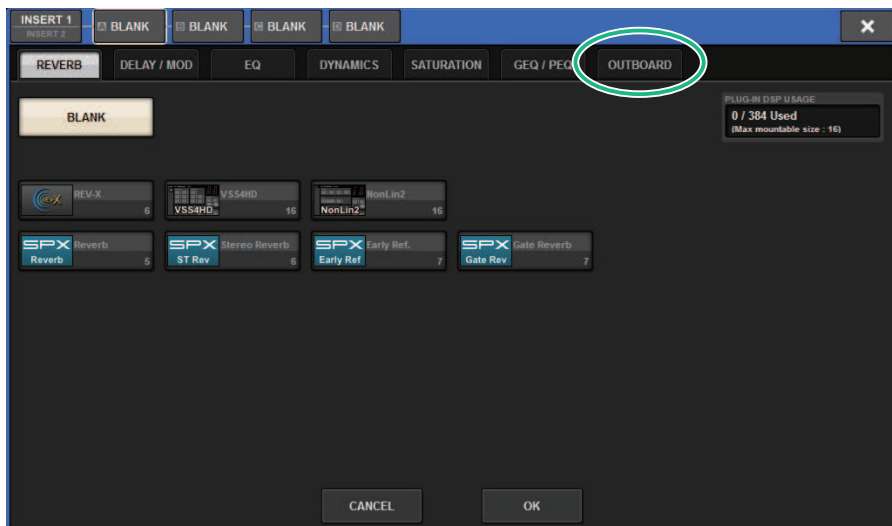 INSERT 1
INSERT 2
A BLANK
B BLANK
C BLANK
D BLANK
REVERB DELAY / MOD EQ DYNAMICS SATURATION GEQ / PEQ OUTBOARD
BLANK
PLUG-IN DSP USAGE
0 / 384 Used
(Max mountable size : 16)
REV-X
REV-X 6
VSS4HD
VSS4HD 16
NonLin2
NonLin2 16
SPX Reverb
Reverb 5
SPX Stereo Reverb
ST Rev 6
SPX Early Ref.
Early Ref 7
SPX Gate Reverb
Gate Rev 7
CANCEL OK